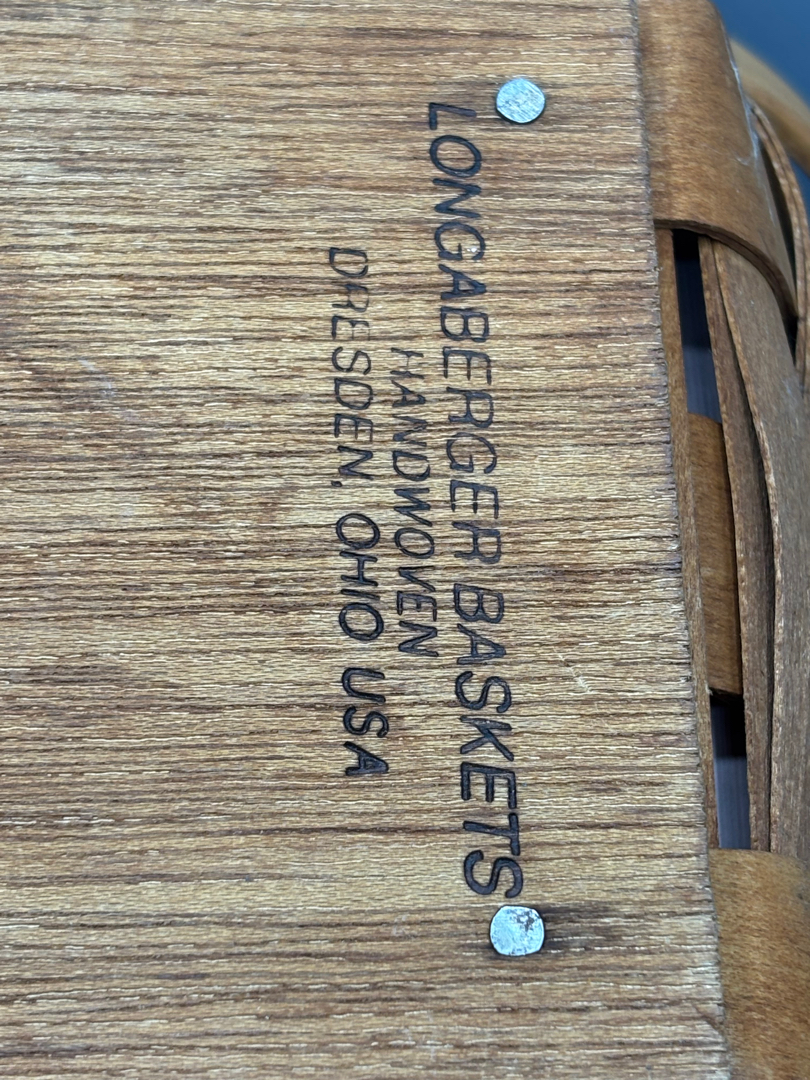 LONGABERGER BASKETS
HANDWOVEN
DRESDEN, OHIO USA